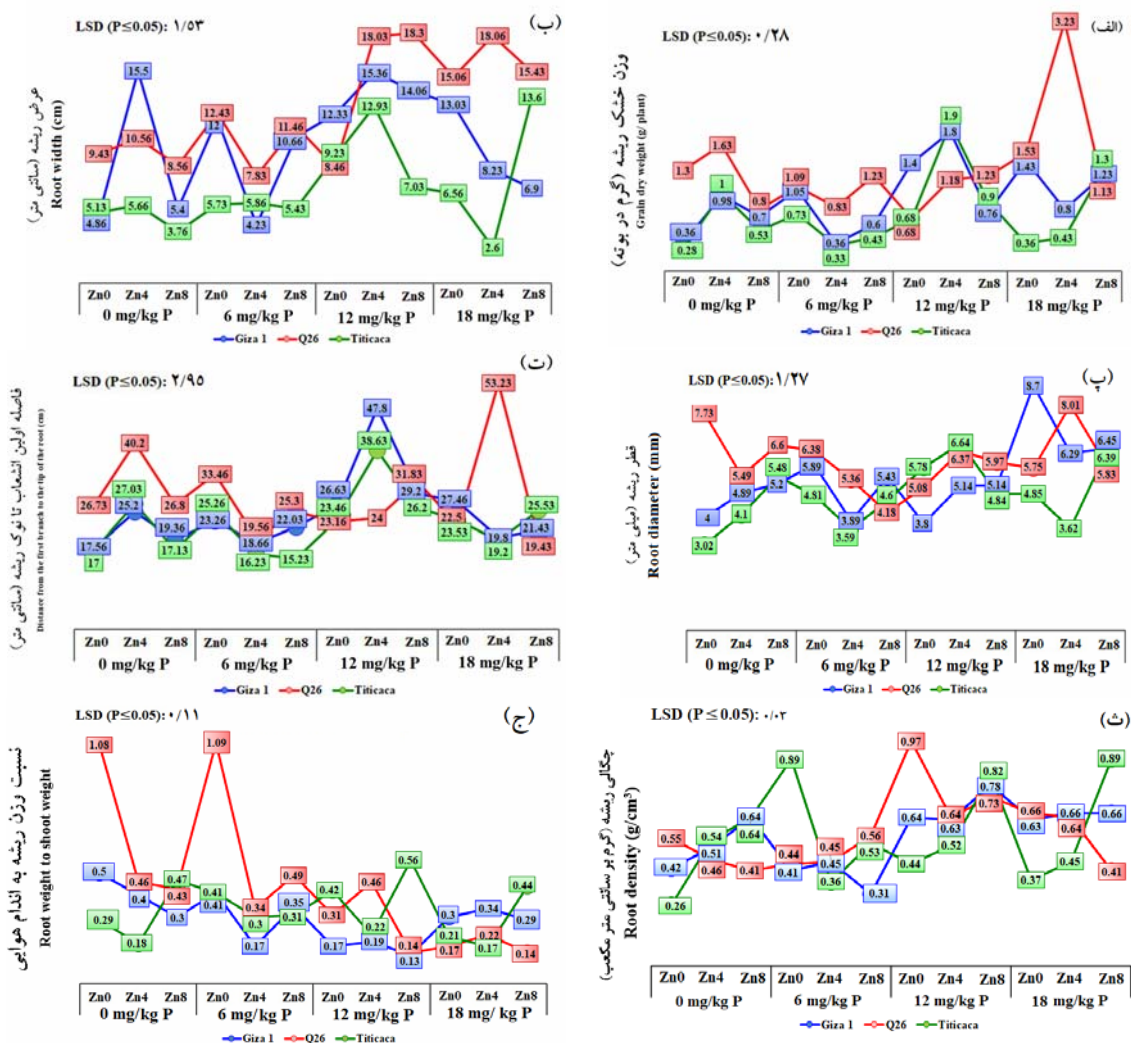 (الف)
LSD (P≤0.05): ۰/۲۸
وزن خشک ریشه (گرم در بوته)
Grain dry weight (g/ plant)
3.23
1.3 1.63 0.8 1.09 0.83 1.23 0.68 1.18 1.23 1.53 1.13
0.36 0.98 0.7 1.05 0.36 0.6 1.4 1.8 0.76 1.43 0.8 1.23
0.28 1 0.53 0.73 0.33 0.43 0.68 1.9 0.9 0.36 0.43 1.3
Zn0 Zn4 Zn8 Zn0 Zn4 Zn8 Zn0 Zn4 Zn8 Zn0 Zn4 Zn8
0 mg/kg P 6 mg/kg P 12 mg/kg P 18 mg/kg P
Giza 1 Q26 Titicaca
(ب)
LSD (P≤0.05): ۱/۵۳
عرض ریشه (سانتی متر)
Root width (cm)
9.43 10.56 8.56 12.43 7.83 11.46 8.46 18.03 18.3 15.06 18.06 15.43
4.86 15.5 5.4 12 4.23 10.66 12.33 15.36 14.06 13.03 8.23 6.9
5.13 5.66 3.76 5.73 5.86 5.43 9.23 12.93 7.03 6.56 2.6 13.6
Zn0 Zn4 Zn8 Zn0 Zn4 Zn8 Zn0 Zn4 Zn8 Zn0 Zn4 Zn8
0 mg/kg P 6 mg/kg P 12 mg/kg P 18 mg/kg P
Giza 1 Q26 Titicaca
(پ)
LSD (P≤0.05): ۱/۲۷
قطر ریشه (میلی متر)
Root diameter (mm)
7.73 5.49 6.6 6.38 5.36 4.18 5.08 6.37 5.97 5.75 8.01 5.83
4 4.89 5.2 5.89 3.89 5.43 3.8 5.14 5.14 8.7 6.29 6.45
3.02 4.1 5.48 4.81 3.59 4.6 5.78 6.64 4.84 4.85 3.62 6.39
Zn0 Zn4 Zn8 Zn0 Zn4 Zn8 Zn0 Zn4 Zn8 Zn0 Zn4 Zn8
0 mg/kg P 6 mg/kg P 12 mg/kg P 18 mg/kg P
Giza 1 Q26 Titicaca
(ت)
LSD (P≤0.05): ۲/۹۵
فاصله اولین انشعاب تا نوک ریشه (سانتی متر)
Distance from the first branch to the tip of the root (cm)
26.73 40.2 26.8 33.46 19.56 25.3 23.16 24 31.83 22.5 53.23 19.43
17.56 25.2 19.36 23.26 18.66 22.03 26.63 47.8 29.2 27.46 19.8 21.43
17 27.03 17.13 25.26 16.23 15.23 23.46 38.63 26.2 23.53 19.2 25.53
Zn0 Zn4 Zn8 Zn0 Zn4 Zn8 Zn0 Zn4 Zn8 Zn0 Zn4 Zn8
0 mg/kg P 6 mg/kg P 12 mg/kg P 18 mg/kg P
Giza 1 Q26 Titicaca
(ث)
LSD (P≤0.05): ۰/۰۳
چگالی ریشه (گرم بر سانتی متر مکعب)
Root density (g/cm³)
0.55 0.46 0.41 0.44 0.45 0.56 0.97 0.64 0.73 0.66 0.64 0.41
0.42 0.51 0.64 0.41 0.45 0.31 0.64 0.63 0.78 0.63 0.66 0.66
0.26 0.54 0.64 0.89 0.36 0.53 0.44 0.52 0.82 0.37 0.45 0.89
Zn0 Zn4 Zn8 Zn0 Zn4 Zn8 Zn0 Zn4 Zn8 Zn0 Zn4 Zn8
0 mg/kg P 6 mg/kg P 12 mg/kg P 18 mg/kg P
Giza 1 Q26 Titicaca
(ج)
LSD (P≤0.05): ۰/۱۱
نسبت وزن ریشه به اندام هوایی
Root weight to shoot weight
1.08 0.46 0.43 1.09 0.34 0.49 0.31 0.46 0.14 0.17 0.22 0.14
0.5 0.4 0.3 0.41 0.17 0.35 0.17 0.19 0.13 0.3 0.34 0.29
0.29 0.18 0.47 0.41 0.3 0.31 0.42 0.22 0.56 0.21 0.17 0.44
Zn0 Zn4 Zn8 Zn0 Zn4 Zn8 Zn0 Zn4 Zn8 Zn0 Zn4 Zn8
0 mg/kg P 6 mg/kg P 12 mg/kg P 18 mg/ kg P
Giza 1 Q26 Titicaca